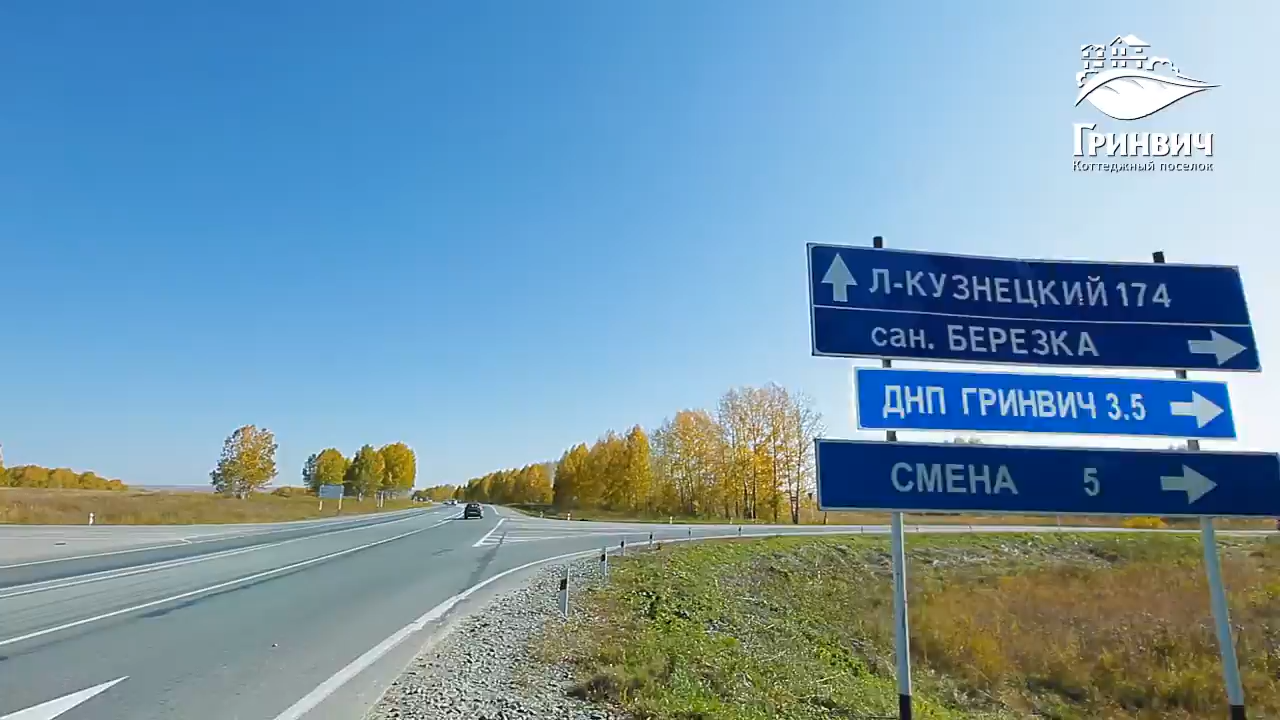 Гринвич
Коттеджный поселок
Л-КУЗНЕЦКИЙ 174
сан. БЕРЕЗКА
ДНП ГРИНВИЧ 3.5
СМЕНА 5